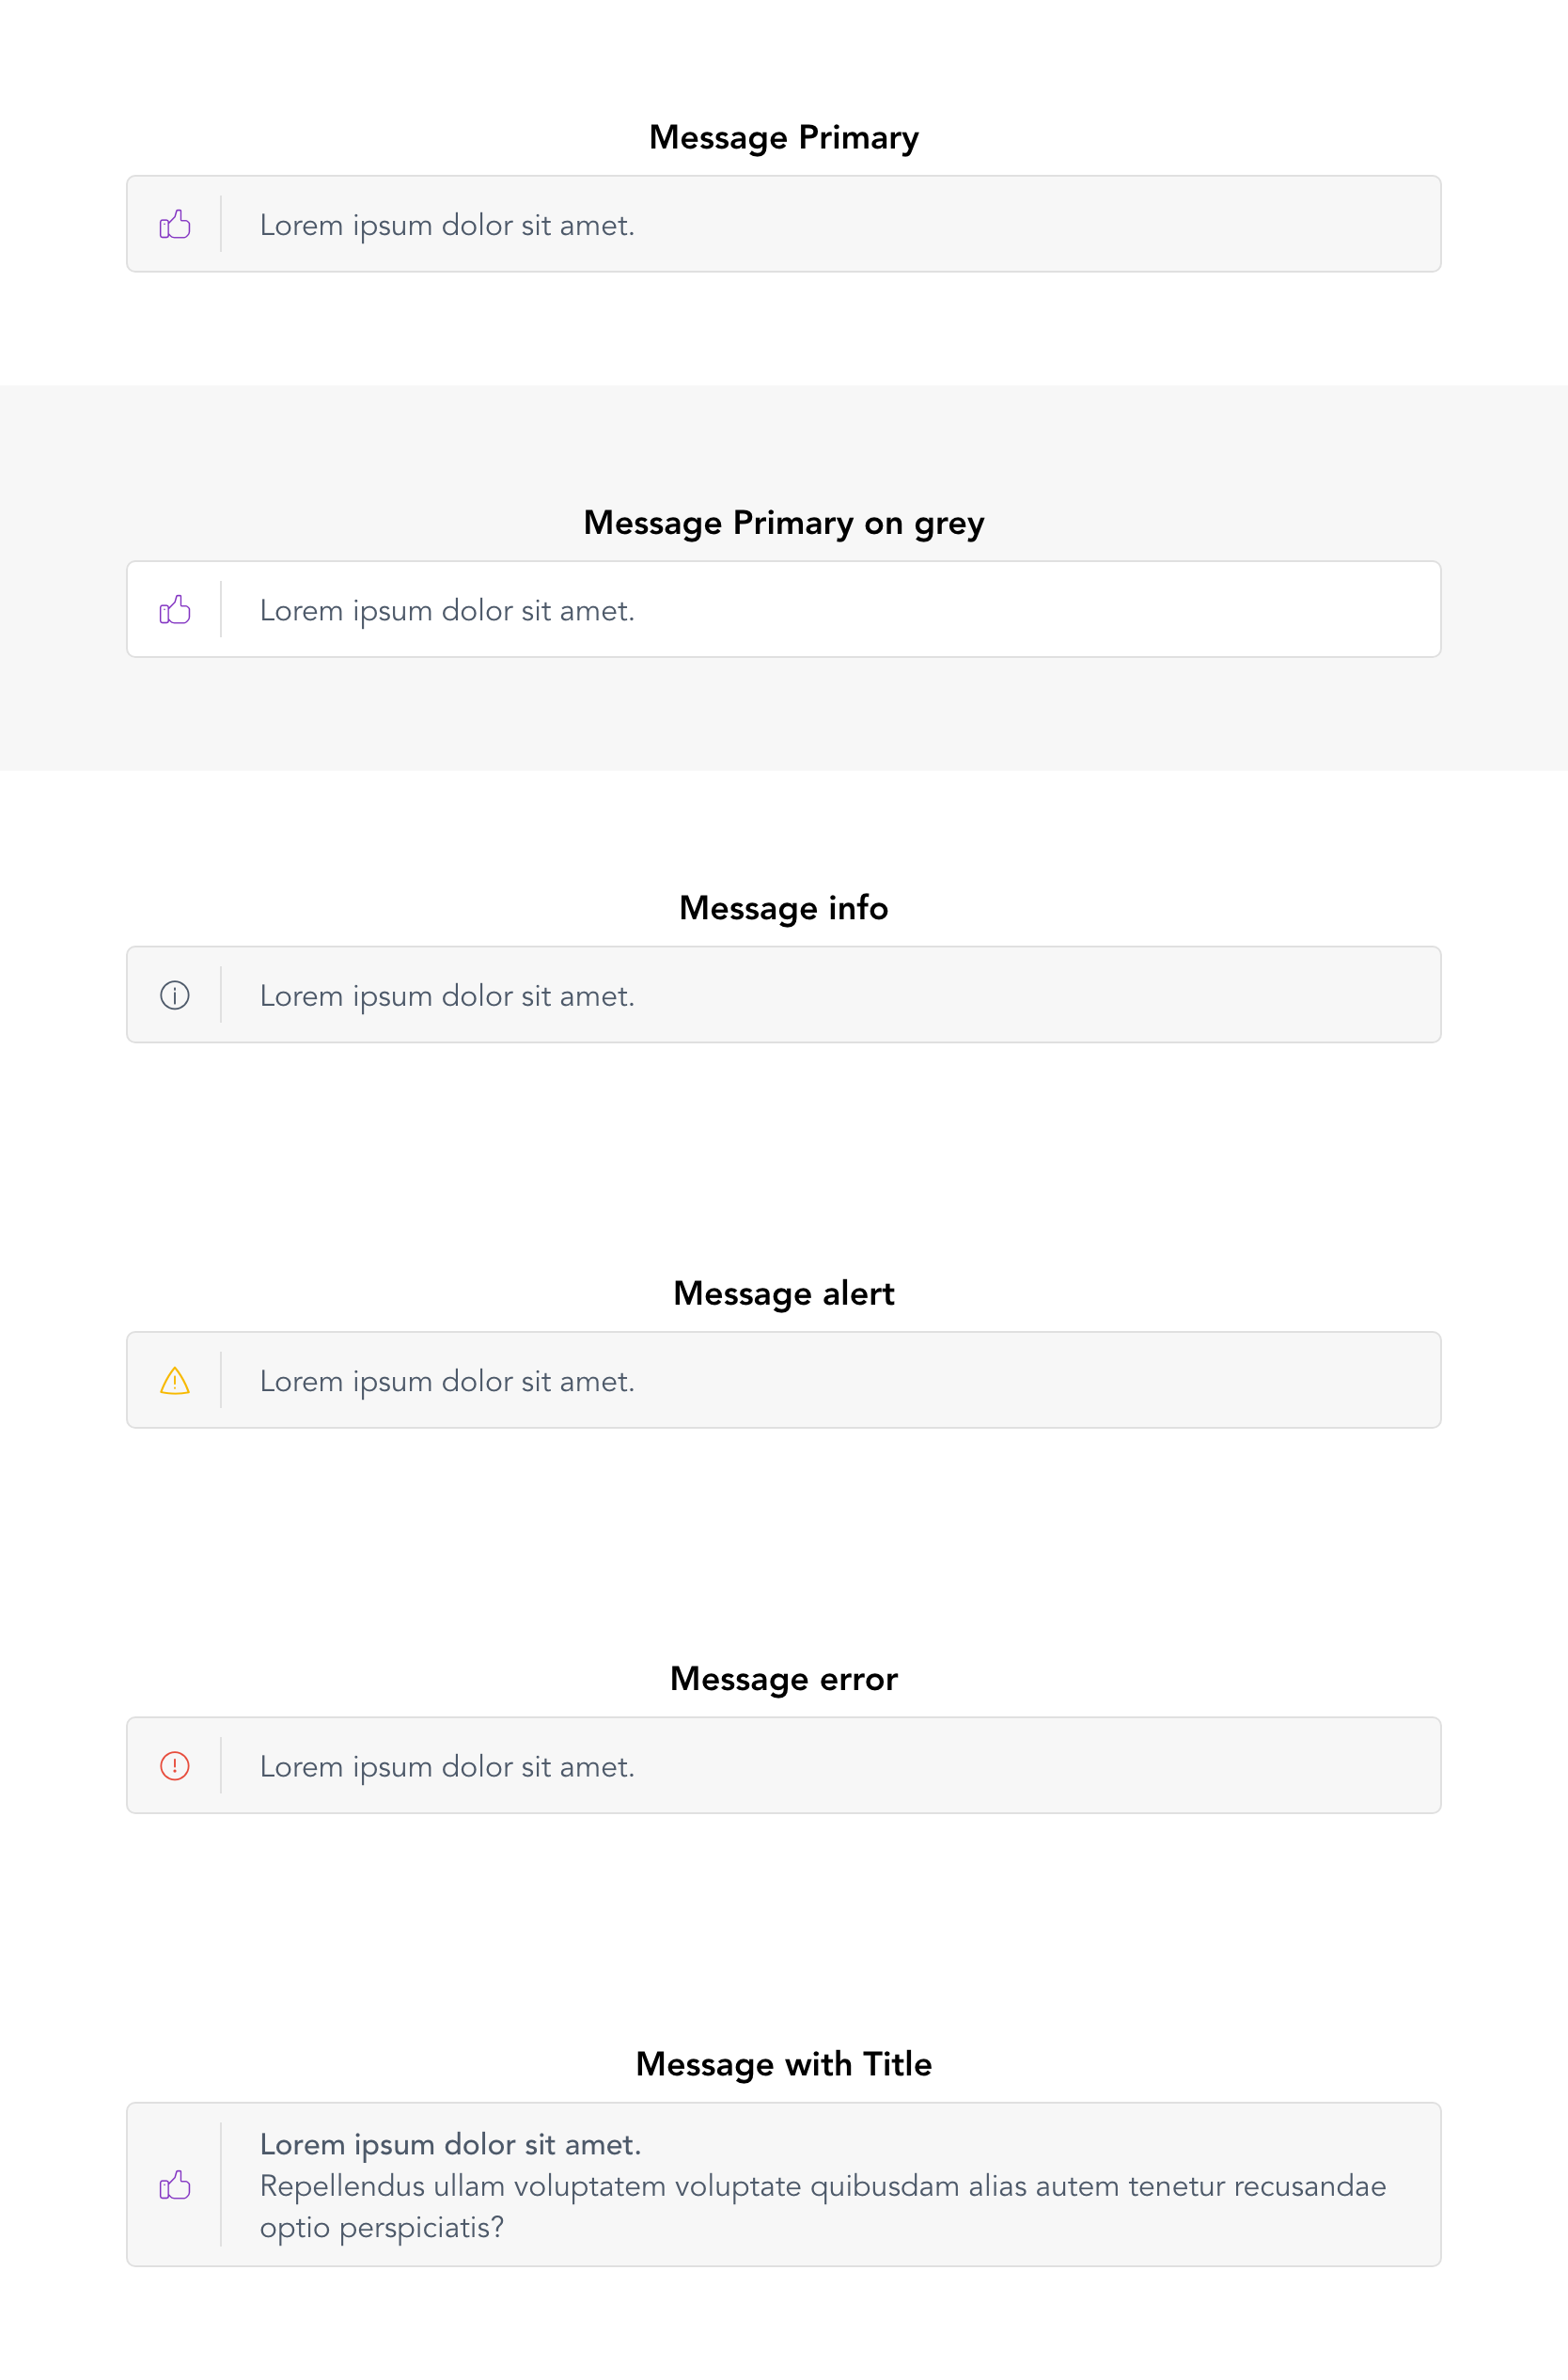 Message Primary
Lorem ipsum dolor sit amet.
Message Primary on grey
Lorem ipsum dolor sit amet.
Message info
Lorem ipsum dolor sit amet.
Message alert
Lorem ipsum dolor sit amet.
Message error
Lorem ipsum dolor sit amet.
Message with Title
Lorem ipsum dolor sit amet.
Repellendus ullam voluptatem voluptate quibusdam alias autem tenetur recusandae
optio perspiciatis?